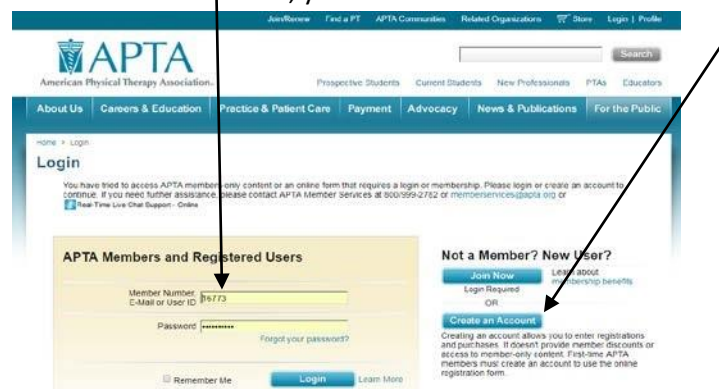 Join/Renew Find a PT APTA Communities Related Organizations Store Login | Profile
APTA
American Physical Therapy Association.
Search
Prospective Students Current Students New Professionals PTAs Educators
About Us Careers & Education Practice & Patient Care Payment Advocacy News & Publications For the Public
Home > Login
Login
You have tried to access APTA members-only content or an online form that requires a login or membership. Please login or create an account to
continue. If you need further assistance, please contact APTA Member Services at 800/999-2782 or memberservices@apta.org or
Real-Time Live Chat Support - Online
APTA Members and Registered Users
Member Number,
E-Mail or User ID 16773
Password
Forgot your password?
Remember Me Login Learn More
Not a Member? New User?
Join Now Learn about
membership benefits
Login Required
OR
Create an Account
Creating an account allows you to enter registrations
and purchases. It doesn't provide member discounts or
access to member-only content. First-time APTA
members must create an account to use the online
registration form.